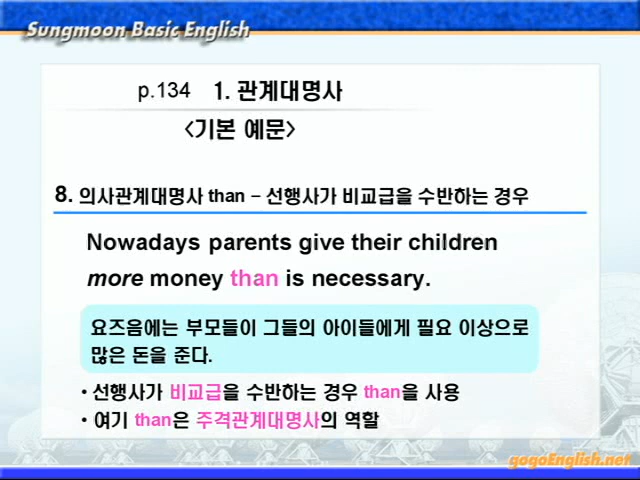 Sungmoon Basic English
p.134 1. 관계대명사
<기본 예문>
8. 의사관계대명사 than – 선행사가 비교급을 수반하는 경우
Nowadays parents give their children
more money than is necessary.
요즈음에는 부모들이 그들의 아이들에게 필요 이상으로
많은 돈을 준다.
• 선행사가 비교급을 수반하는 경우 than을 사용
• 여기 than은 주격관계대명사의 역할
gogoEnglish.net